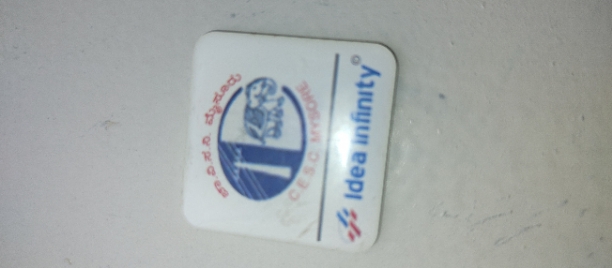 ಚಾ.ವಿ.ಸ.ನಿ. ಮೈಸೂರು
C.E.S.C. MYSORE
Idea Infinity
©